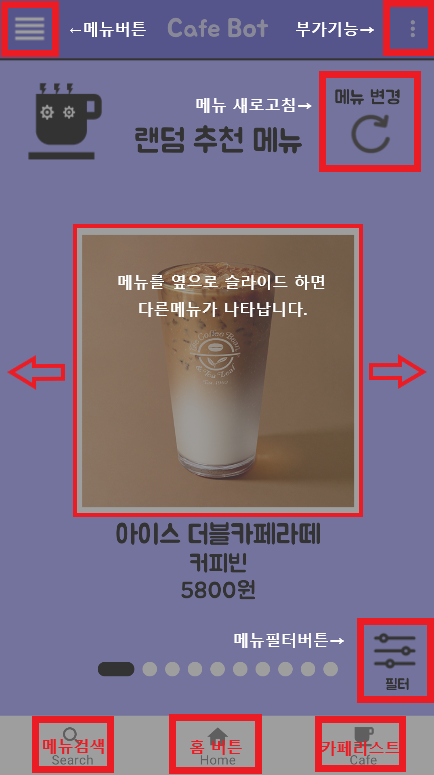 ←메뉴버튼
Cafe Bot
부가기능→
메뉴 새로고침→
메뉴 변경
랜덤 추천 메뉴
메뉴를 옆으로 슬라이드 하면
다른메뉴가 나타납니다.
아이스 더블카페라떼
커피빈
5800원
메뉴필터버튼→
필터
메뉴검색
Search
홈 버튼
Home
카페리스트
Cafe